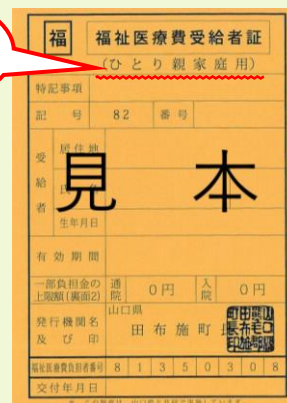 福 福祉医療費受給者証
(ひとり親家庭用)
特記事項
記号 82 番号
受給者 居住地
生年月日
見本
有効期間
一部負担金の上限額(裏面2) 通院 0円 入院 0円
山口県
発行機関名及び印 田布施町長
福祉医療費負担者番号 8 1 3 5 0 3 0 8
交付年月日